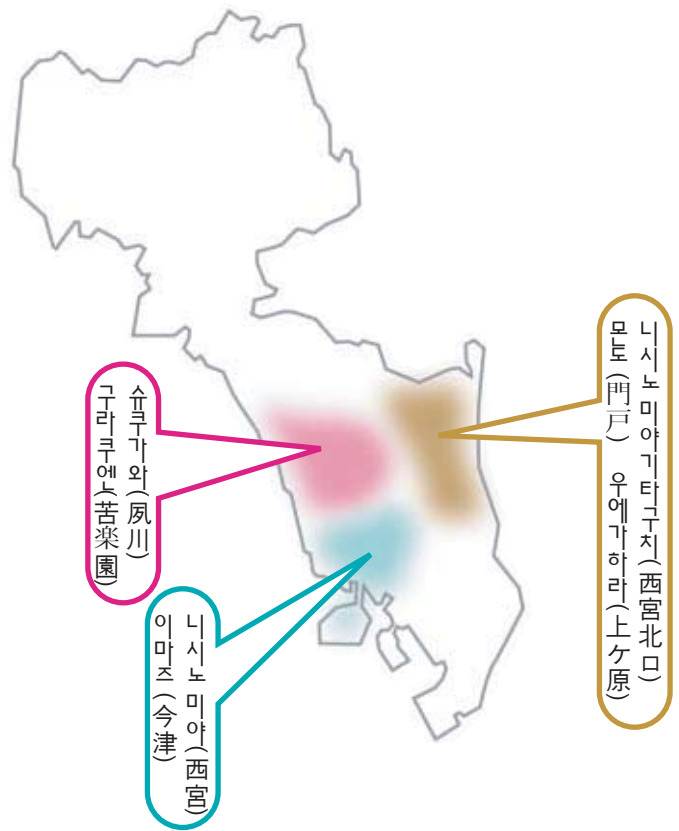 니시노 미야기타구치(西宮北口)
몬토(門戸) 우에가하라(上ケ原)
슈쿠가와(夙川)
구라쿠엔(苦楽園)
니시노 미야(西宮)
이마즈(今津)